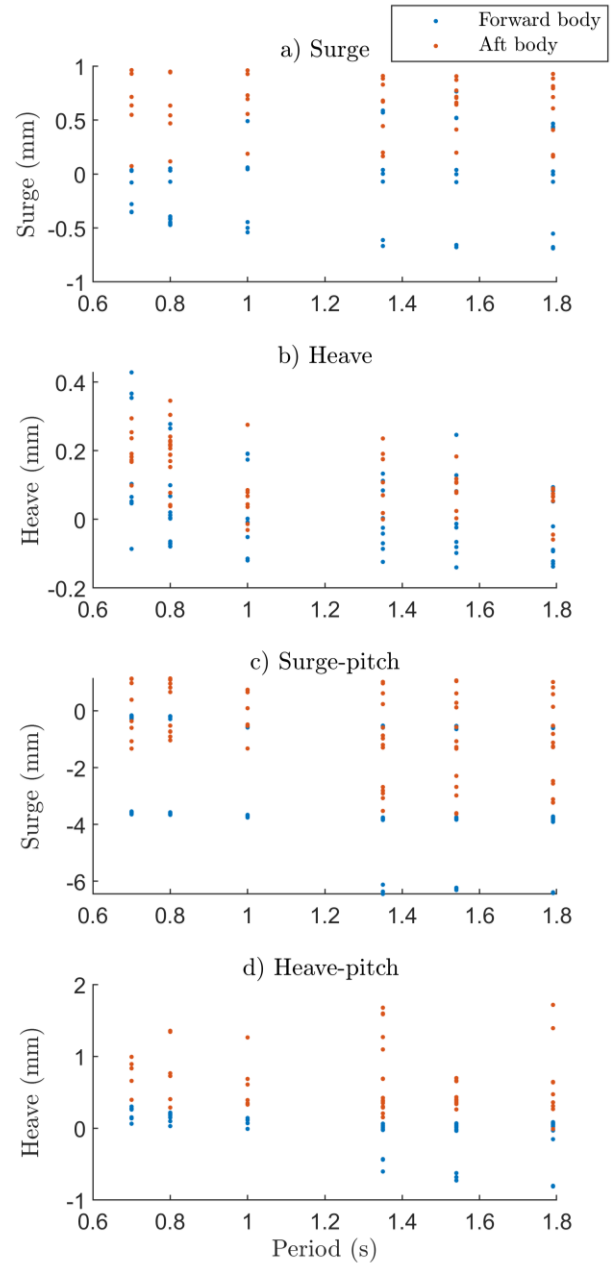 Forward body
Aft body
a) Surge
1
0.5
0
-0.5
-1
Surge (mm)
0.6 0.8 1 1.2 1.4 1.6 1.8
b) Heave
0.4
0.2
0
-0.2
Heave (mm)
0.6 0.8 1 1.2 1.4 1.6 1.8
c) Surge-pitch
0
-2
-4
-6
Surge (mm)
0.6 0.8 1 1.2 1.4 1.6 1.8
d) Heave-pitch
2
1
0
-1
Heave (mm)
0.6 0.8 1 1.2 1.4 1.6 1.8
Period (s)